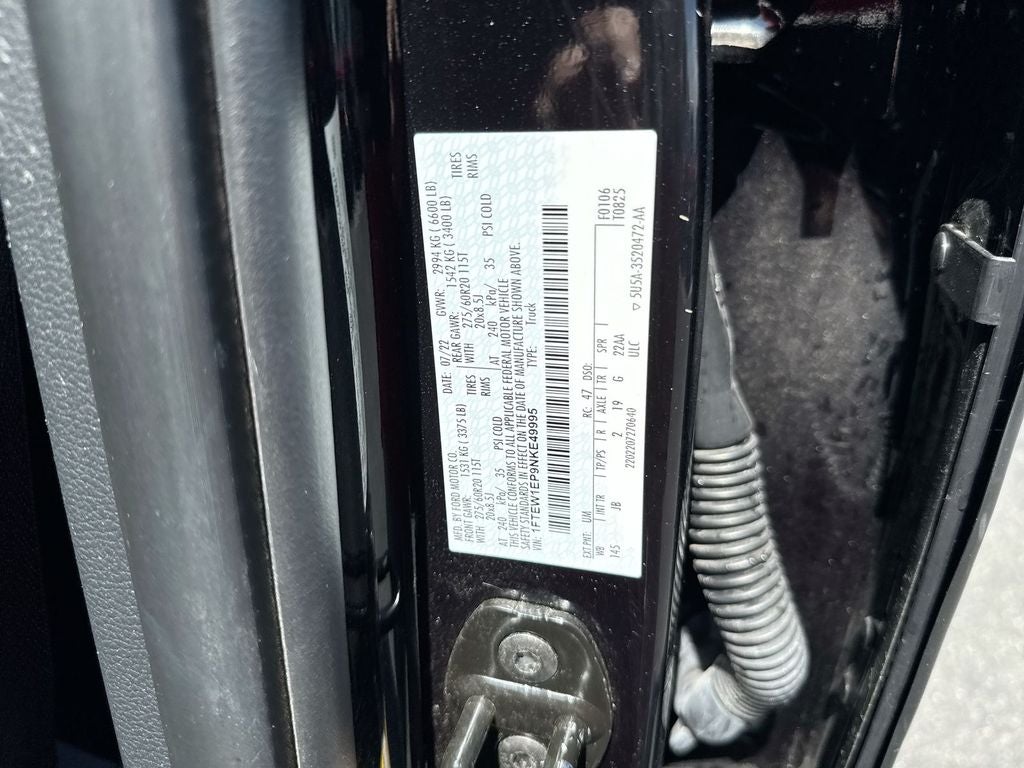 MFD. BY FORD MOTOR CO. DATE: 07/22 GVWR: 2994 KG ( 6600 LB)
FRONT GAWR: 1531 KG ( 3375 LB) REAR GAWR: 1542 KG ( 3400 LB)
WITH 275/60R20 115T TIRES WITH 275/60R20 115T TIRES
20x8.5J RIMS 20x8.5J RIMS
AT 240 kPa/ 35 PSI COLD AT 240 kPa/ 35 PSI COLD
THIS VEHICLE CONFORMS TO ALL APPLICABLE FEDERAL MOTOR VEHICLE
SAFETY STANDARDS IN EFFECT ON THE DATE OF MANUFACTURE SHOWN ABOVE.
VIN: 1FTEW1EP9NKE49995 TYPE: Truck
EXT PNT: UM RC: 47 DSO: F0106
WB INT TR TP/PS R AXLE TR SPR T0825
145 JB 2 19 G 22AA
2202207270640 ULC 5U5A-3520472-AA